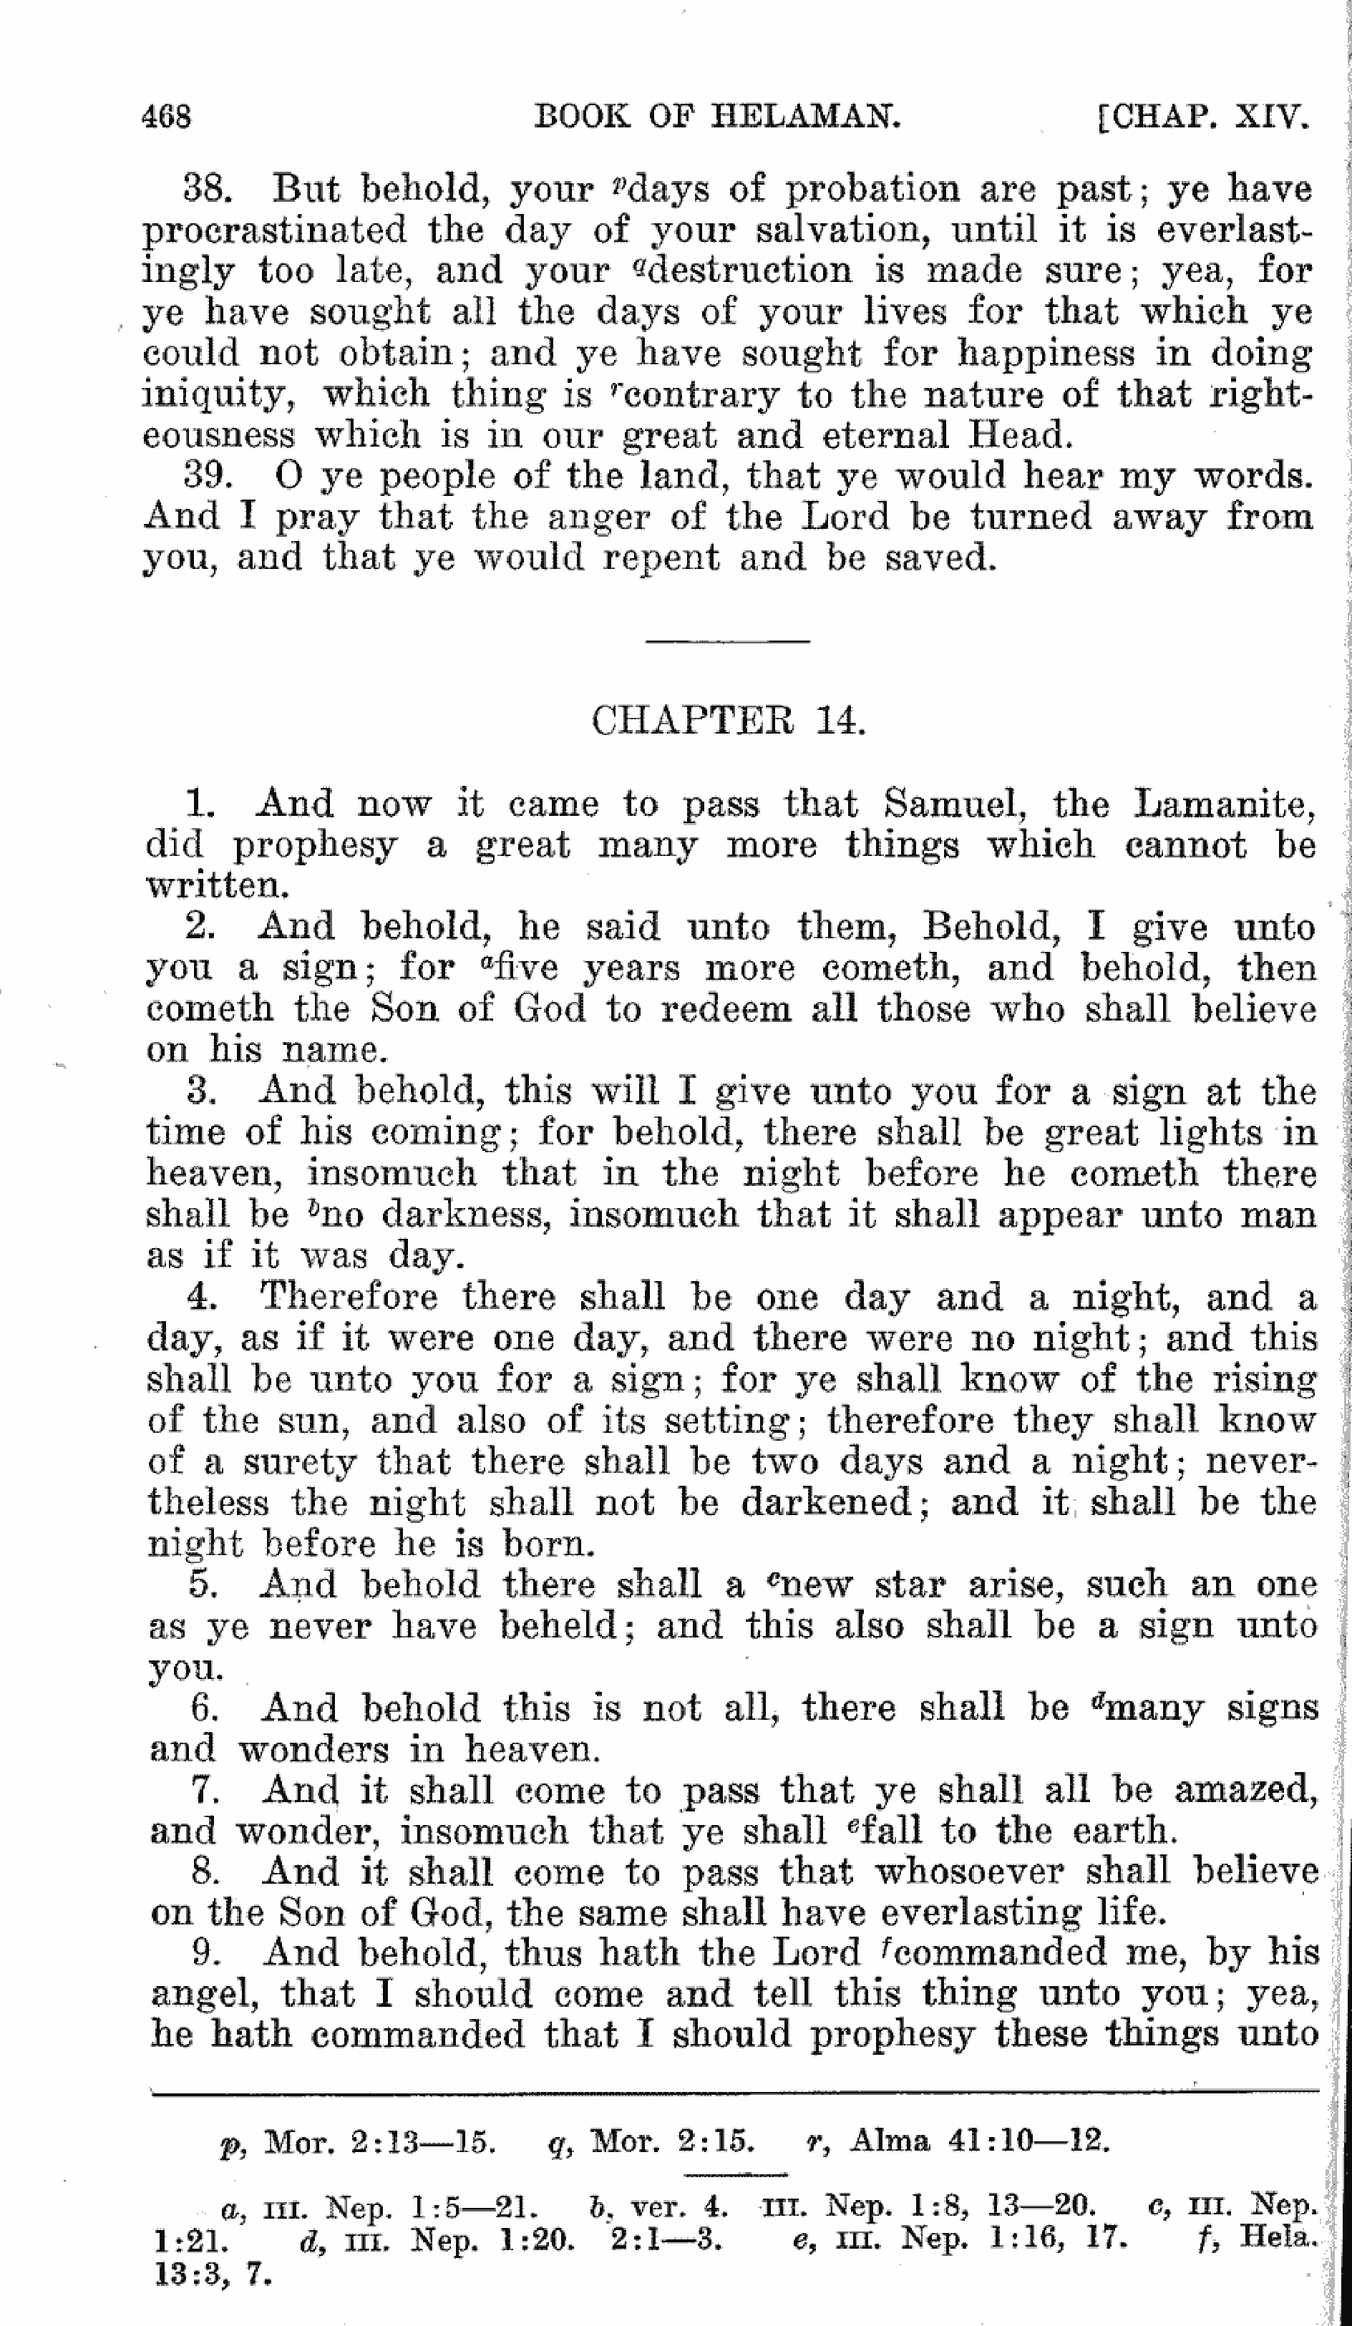 468 BOOK OF HELAMAN. [CHAP. XIV.
38. But behold, your pdays of probation are past; ye have
procrastinated the day of your salvation, until it is everlast-
ingly too late, and your qdestruction is made sure; yea, for
ye have sought all the days of your lives for that which ye
could not obtain; and ye have sought for happiness in doing
iniquity, which thing is rcontrary to the nature of that right-
eousness which is in our great and eternal Head.
39. O ye people of the land, that ye would hear my words.
And I pray that the anger of the Lord be turned away from
you, and that ye would repent and be saved.
CHAPTER 14.
1. And now it came to pass that Samuel, the Lamanite,
did prophesy a great many more things which cannot be
written.
2. And behold, he said unto them, Behold, I give unto
you a sign; for afive years more cometh, and behold, then
cometh the Son of God to redeem all those who shall believe
on his name.
3. And behold, this will I give unto you for a sign at the
time of his coming; for behold, there shall be great lights in
heaven, insomuch that in the night before he cometh there
shall be bno darkness, insomuch that it shall appear unto man
as if it was day.
4. Therefore there shall be one day and a night, and a
day, as if it were one day, and there were no night; and this
shall be unto you for a sign; for ye shall know of the rising
of the sun, and also of its setting; therefore they shall know
of a surety that there shall be two days and a night; never-
theless the night shall not be darkened; and it shall be the
night before he is born.
5. And behold there shall a cnew star arise, such an one
as ye never have beheld; and this also shall be a sign unto
you.
6. And behold this is not all, there shall be dmany signs
and wonders in heaven.
7. And it shall come to pass that ye shall all be amazed,
and wonder, insomuch that ye shall efall to the earth.
8. And it shall come to pass that whosoever shall believe
on the Son of God, the same shall have everlasting life.
9. And behold, thus hath the Lord fcommanded me, by his
angel, that I should come and tell this thing unto you; yea,
he hath commanded that I should prophesy these things unto
p, Mor. 2:13—15. q, Mor. 2:15. r, Alma 41:10—12.
a, III. Nep. 1:5—21. b, ver. 4. III. Nep. 1:8, 13—20. c, III. Nep.
1:21. d, III. Nep. 1:20. 2:1—3. e, III. Nep. 1:16, 17. f, Hela.
13:3, 7.